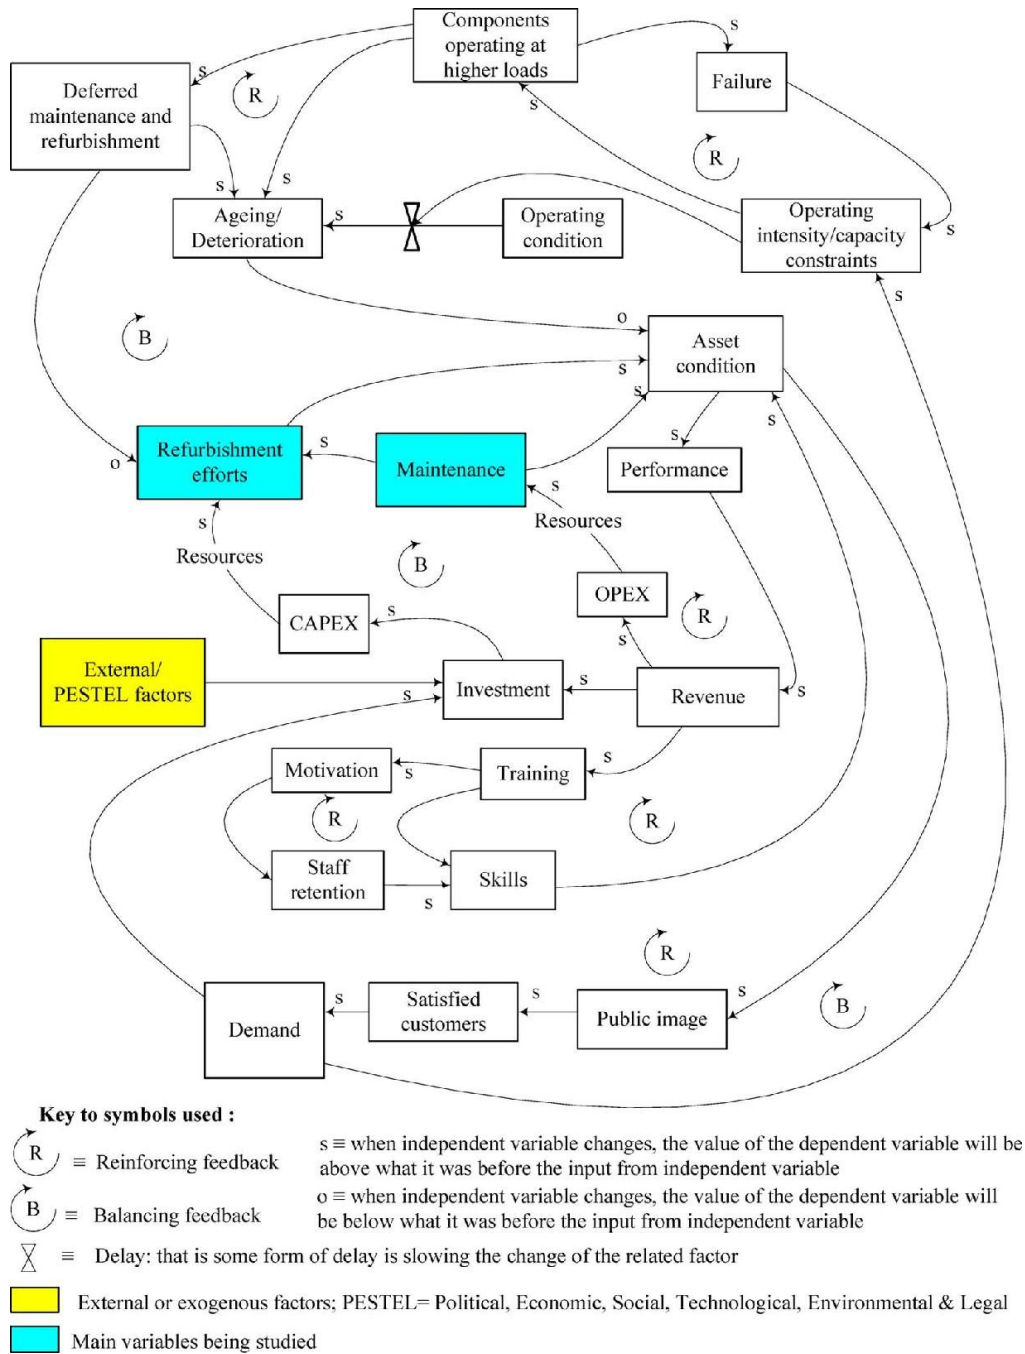 Components
operating at
higher loads
s
Failure
s
Deferred
maintenance and
refurbishment
R
s
R
s
s
Ageing/
Deterioration
s
Operating
condition
Operating
intensity/capacity
constraints
s
s
B
o
Asset
condition
s
s
s
Refurbishment
efforts
o
s
Maintenance
s
Performance
s
s
Resources
Resources
B
OPEX
R
s
CAPEX
s
External/
PESTEL factors
s
Investment
s
Revenue
s
Motivation
s
Training
s
R
R
Staff
retention
s
Skills
R
s
Demand
s
Satisfied
customers
s
Public image
B
Key to symbols used :
R ≡ Reinforcing feedback
s ≡ when independent variable changes, the value of the dependent variable will be
above what it was before the input from independent variable
B ≡ Balancing feedback
o ≡ when independent variable changes, the value of the dependent variable will
be below what it was before the input from independent variable
≡ Delay: that is some form of delay is slowing the change of the related factor
External or exogenous factors; PESTEL= Political, Economic, Social, Technological, Environmental & Legal
Main variables being studied